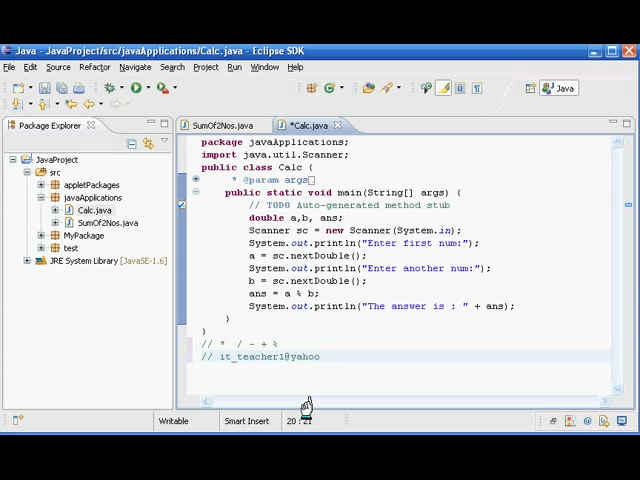 Java - JavaProject/src/javaApplications/Calc.java - Eclipse SDK
File Edit Source Refactor Navigate Search Project Run Window Help
Java
Package Explorer
JavaProject
src
appletPackages
javaApplications
Calc.java
SumOf2Nos.java
MyPackage
test
JRE System Library [JavaSE-1.6]
SumOf2Nos.java *Calc.java
package javaApplications;
import java.util.Scanner;
public class Calc {
* @param args
public static void main(String[] args) {
// TODO Auto-generated method stub
double a,b, ans;
Scanner sc = new Scanner(System.in);
System.out.println("Enter first num:");
a = sc.nextDouble();
System.out.println("Enter another num:");
b = sc.nextDouble();
ans = a % b;
System.out.println("The answer is : " + ans);
}
}
// * / - + %
// it_teacher1@yahoo
Writable Smart Insert 20 : 21